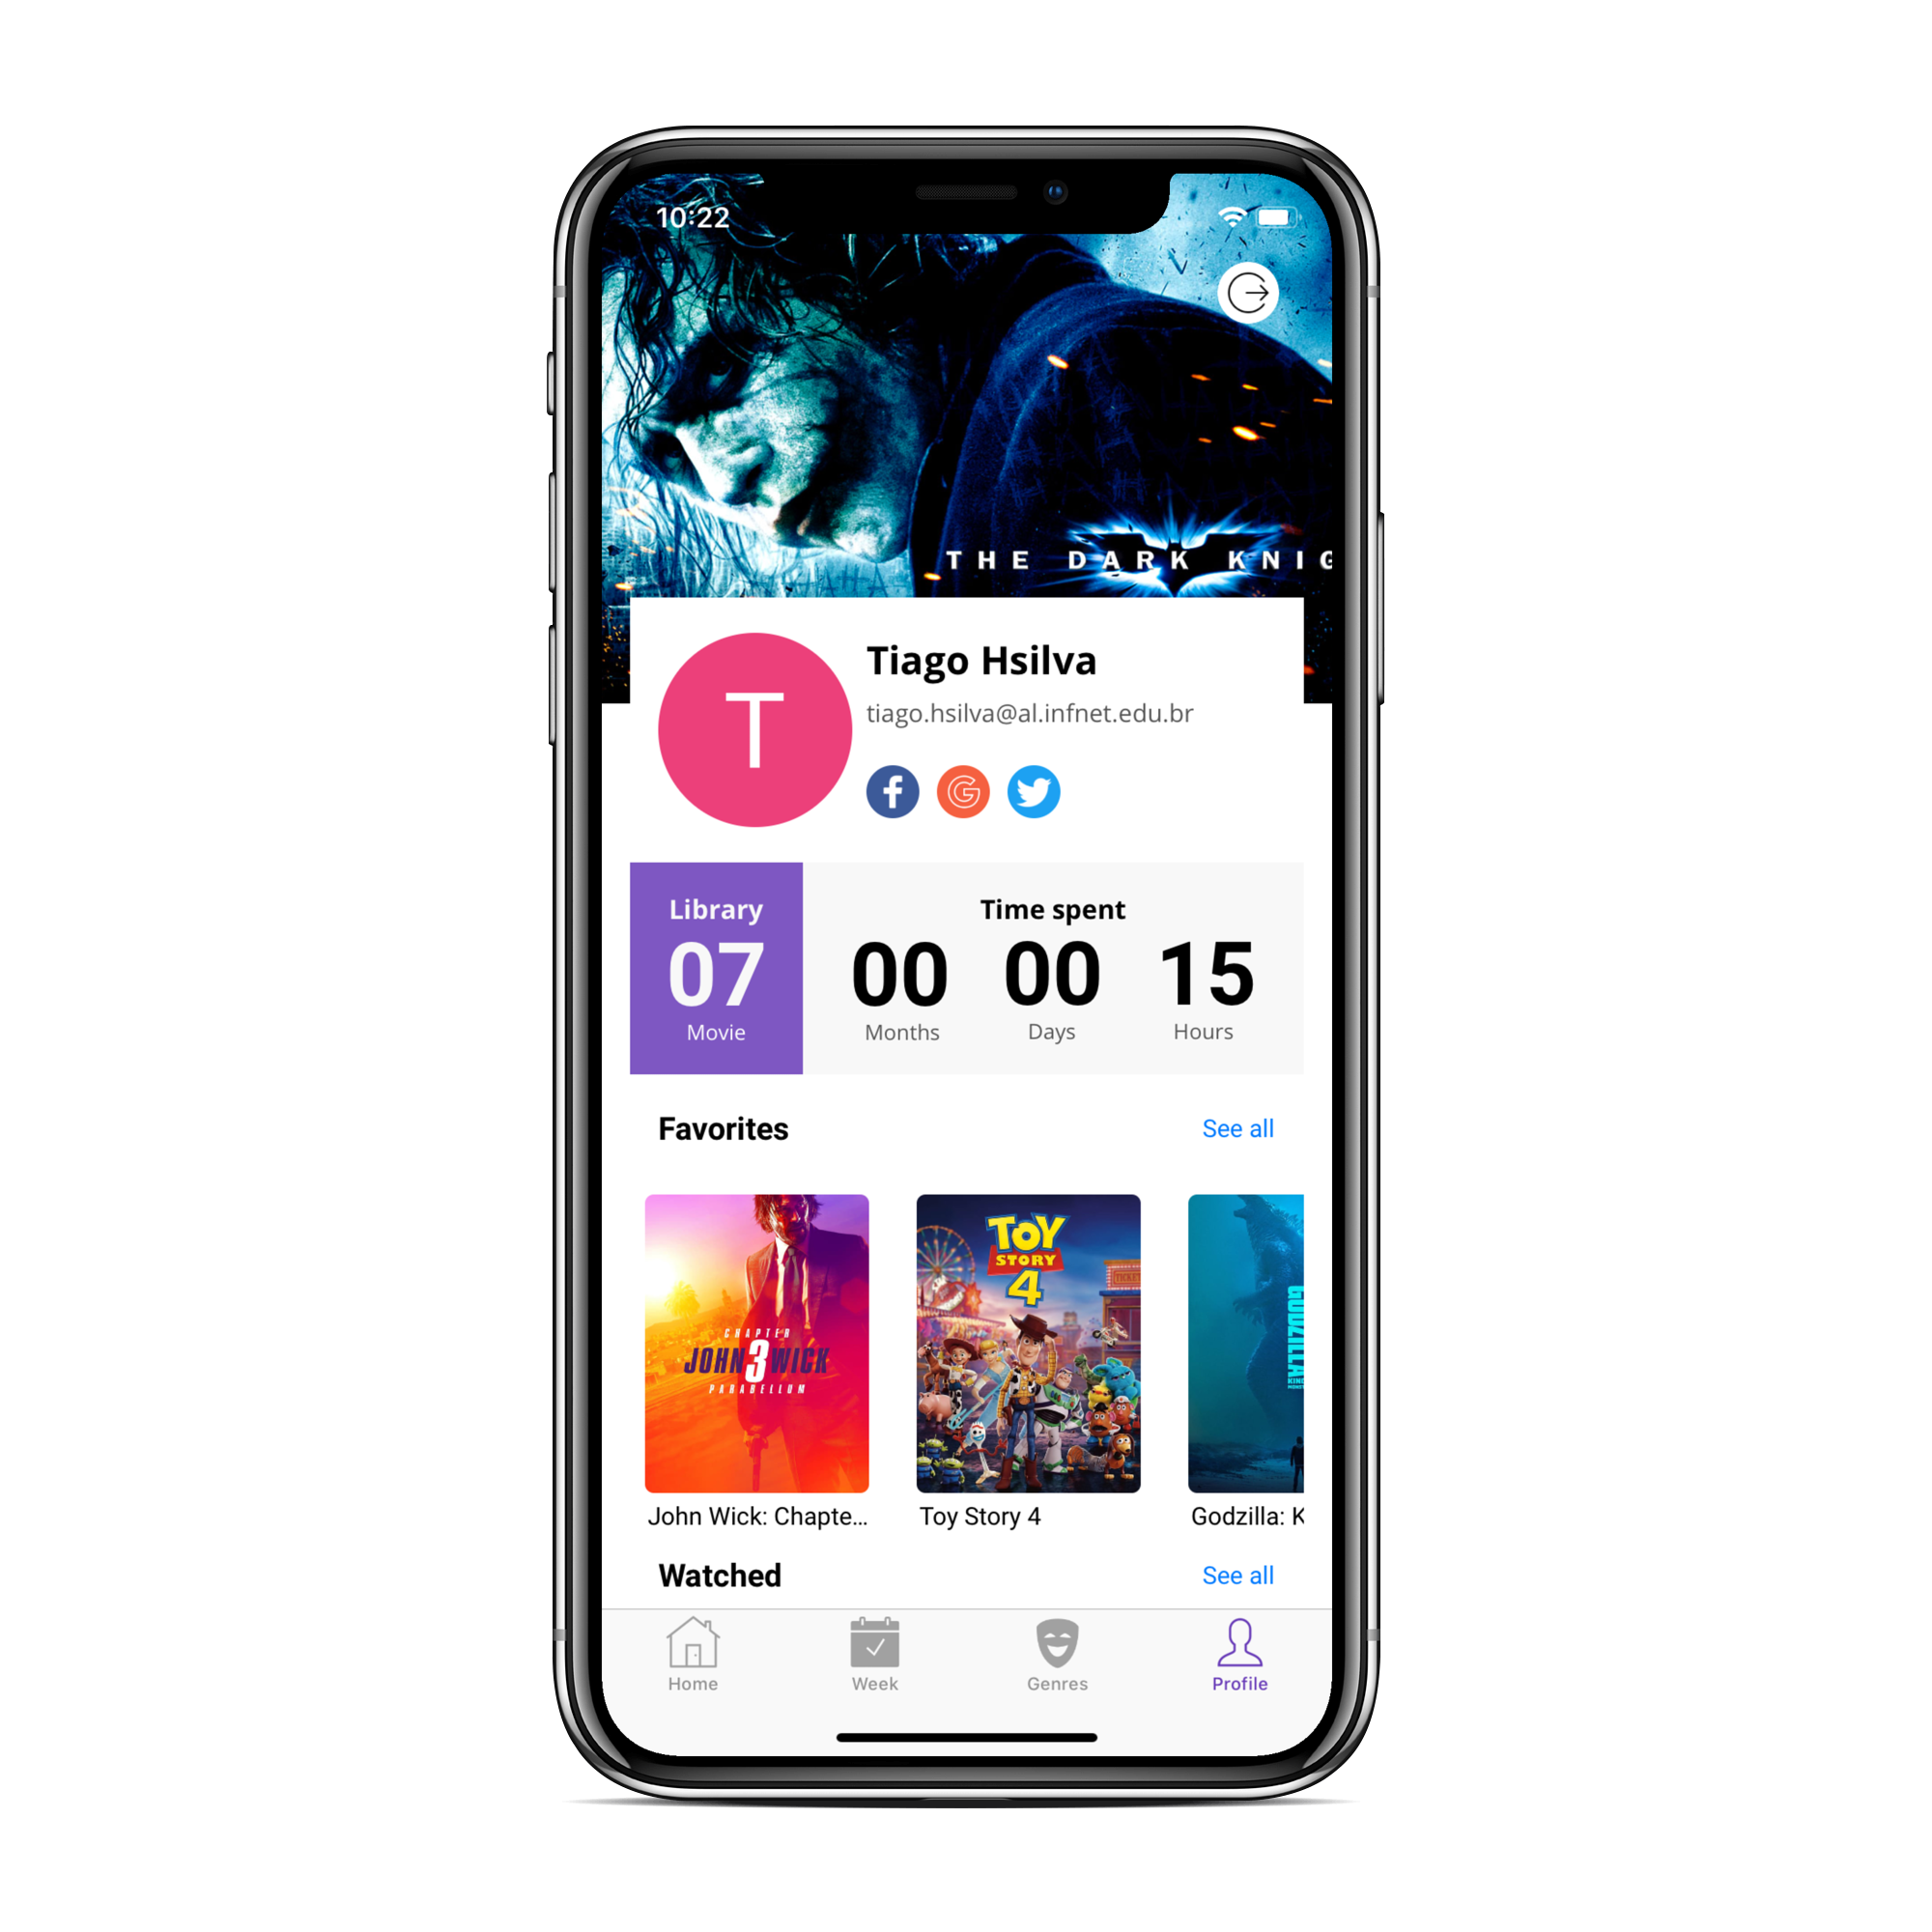 10:22
THE DARK KNIG
Tiago Hsilva
T
tiago.hsilva@al.infnet.edu.br
Library
Time spent
07
00
00
15
Movie
Months
Days
Hours
Favorites
See all
CHAPTER
JOHN 3 WICK
PARABELLUM
TOY
STORY
4
GODZILLA
John Wick: Chapte...
Toy Story 4
Godzilla: K
Watched
See all
Home
Week
Genres
Profile